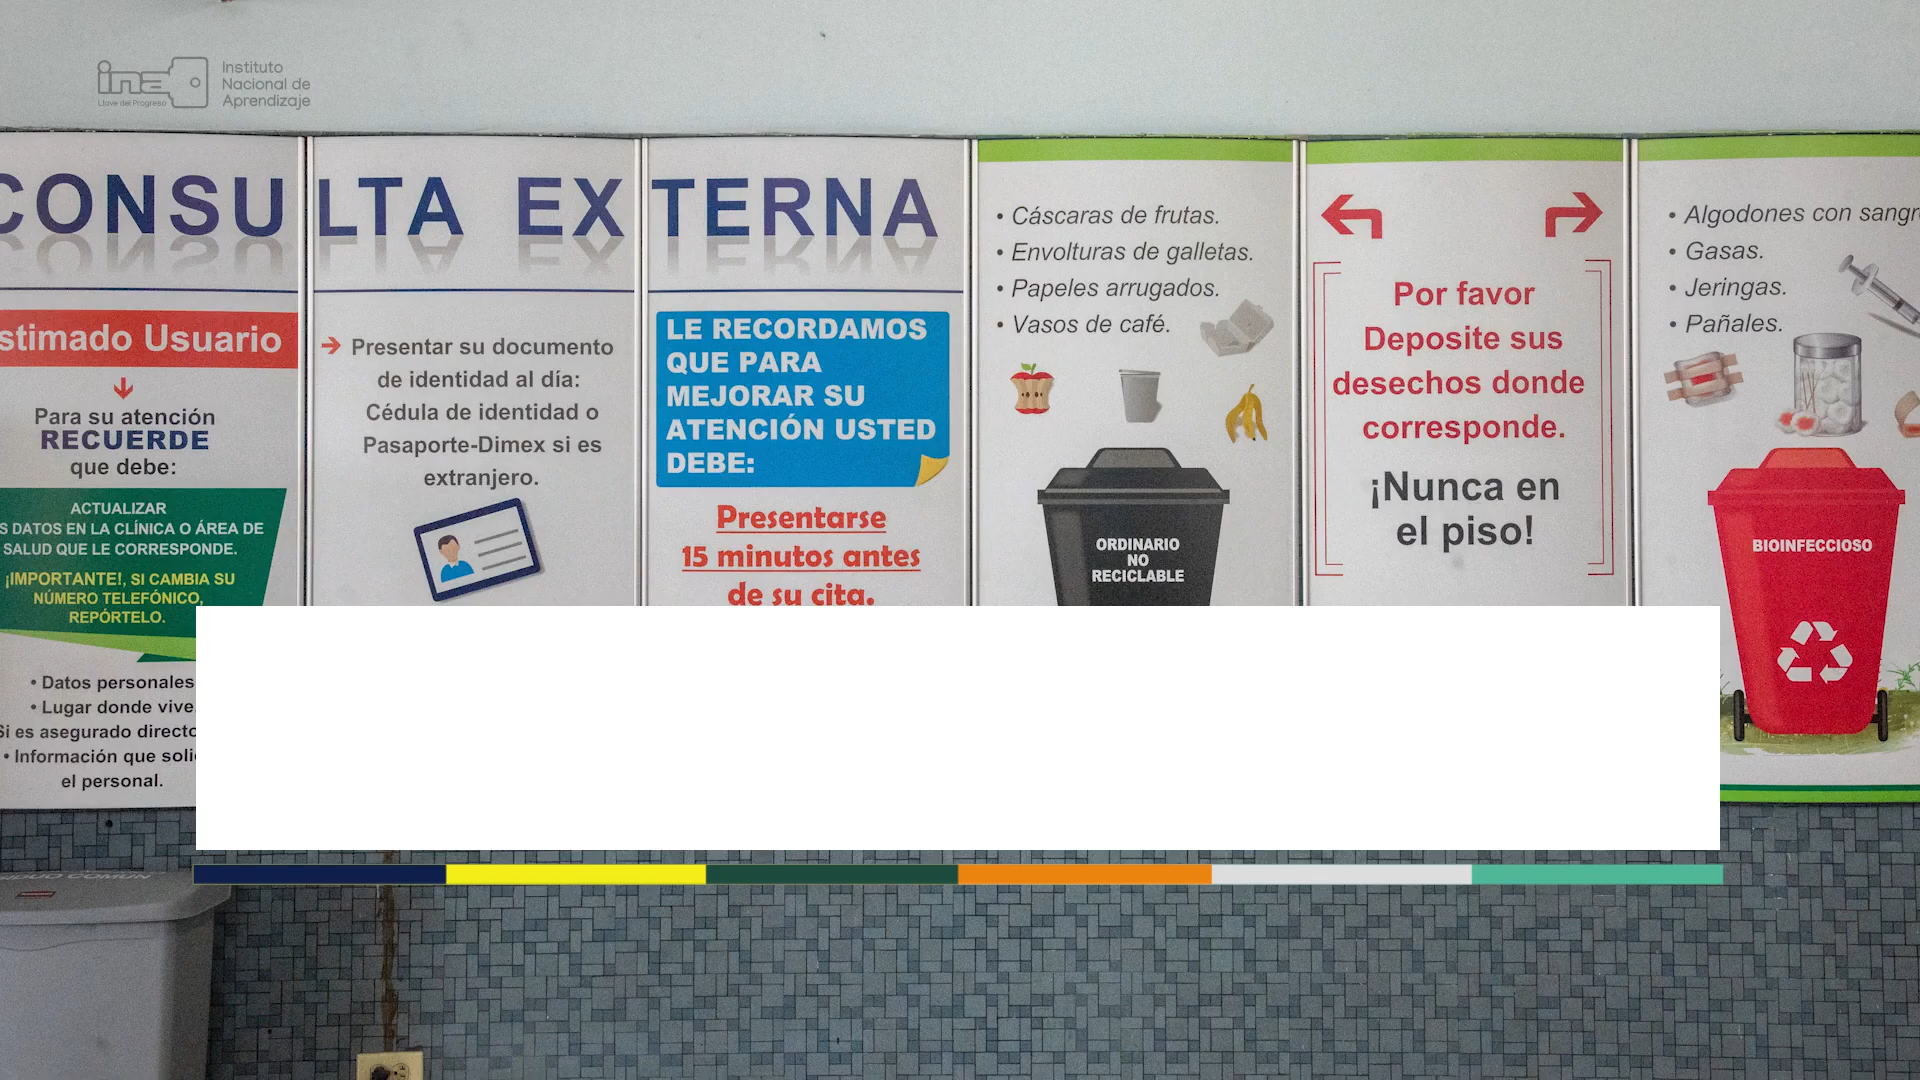 ina
Llave del Progreso
Instituto
Nacional de
Aprendizaje
CONSULTA EXTERNA
stimado Usuario
Para su atención
RECUERDE
que debe:
ACTUALIZAR
S DATOS EN LA CLÍNICA O ÁREA DE
SALUD QUE LE CORRESPONDE.
¡IMPORTANTE!, SI CAMBIA SU
NÚMERO TELEFÓNICO,
REPÓRTELO.
• Datos personales
• Lugar donde vive
Si es asegurado directo
• Información que soli
el personal.
Presentar su documento
de identidad al día:
Cédula de identidad o
Pasaporte-Dimex si es
extranjero.
LE RECORDAMOS
QUE PARA
MEJORAR SU
ATENCIÓN USTED
DEBE:
Presentarse
15 minutos antes
de su cita.
• Cáscaras de frutas.
• Envolturas de galletas.
• Papeles arrugados.
• Vasos de café.
ORDINARIO
NO
RECICLABLE
Por favor
Deposite sus
desechos donde
corresponde.
¡Nunca en
el piso!
• Algodones con sangr
• Gasas.
• Jeringas.
• Pañales.
BIOINFECCIOSO